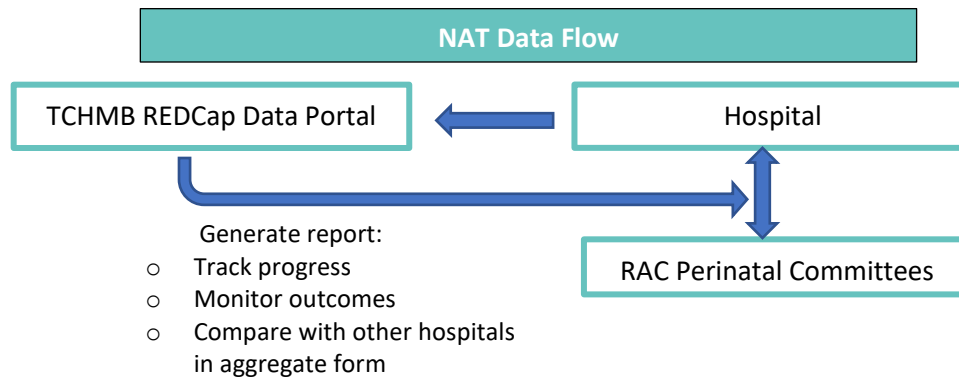 NAT Data Flow
TCHMB REDCap Data Portal
Hospital
Generate report:
o Track progress
o Monitor outcomes
o Compare with other hospitals
in aggregate form
RAC Perinatal Committees